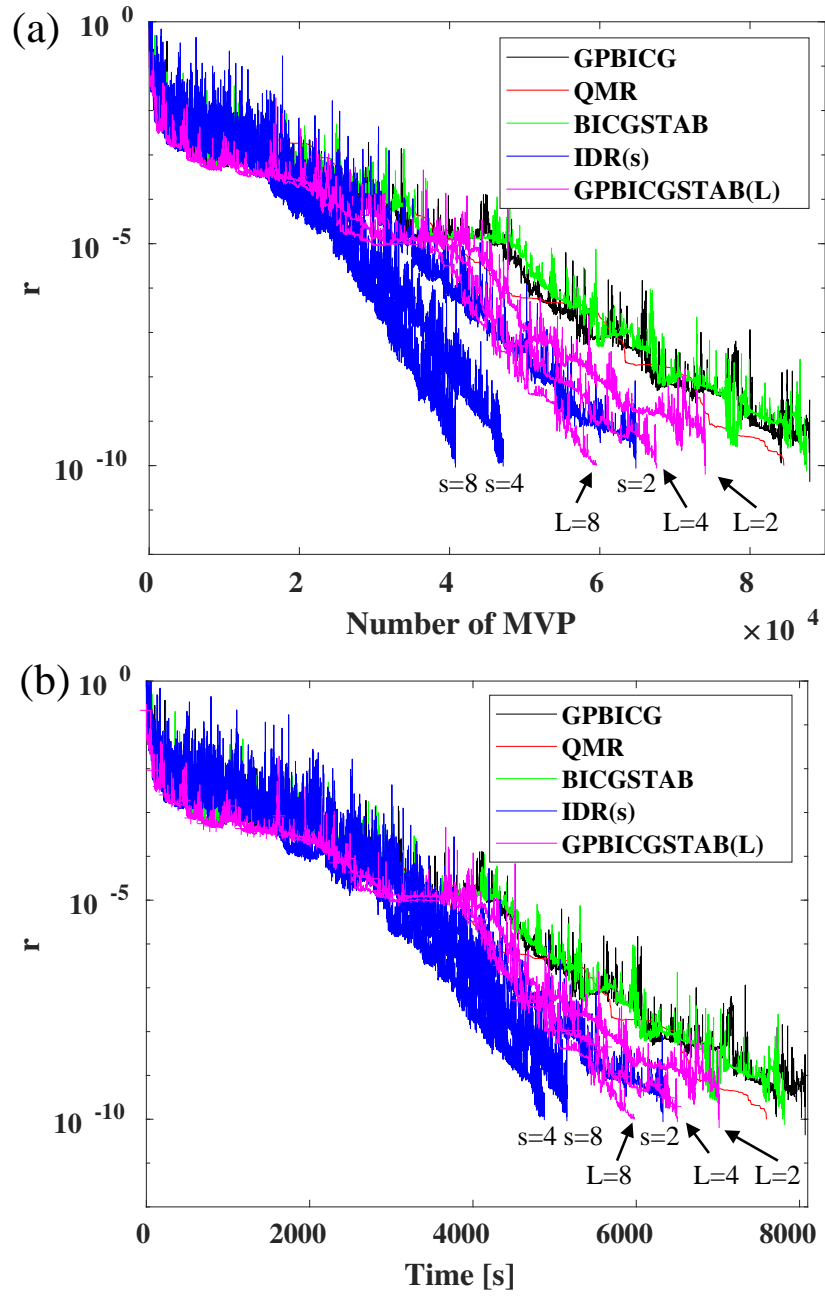 (a)
10^0
10^-5
10^-10
r
GPBICG
QMR
BICGSTAB
IDR(s)
GPBICGSTAB(L)
s=8 s=4 s=2
L=8 L=4 L=2
0 2 4 6 8
Number of MVP
× 10^4
(b)
10^0
10^-5
10^-10
r
GPBICG
QMR
BICGSTAB
IDR(s)
GPBICGSTAB(L)
s=4 s=8 s=2
L=8 L=4 L=2
0 2000 4000 6000 8000
Time [s]